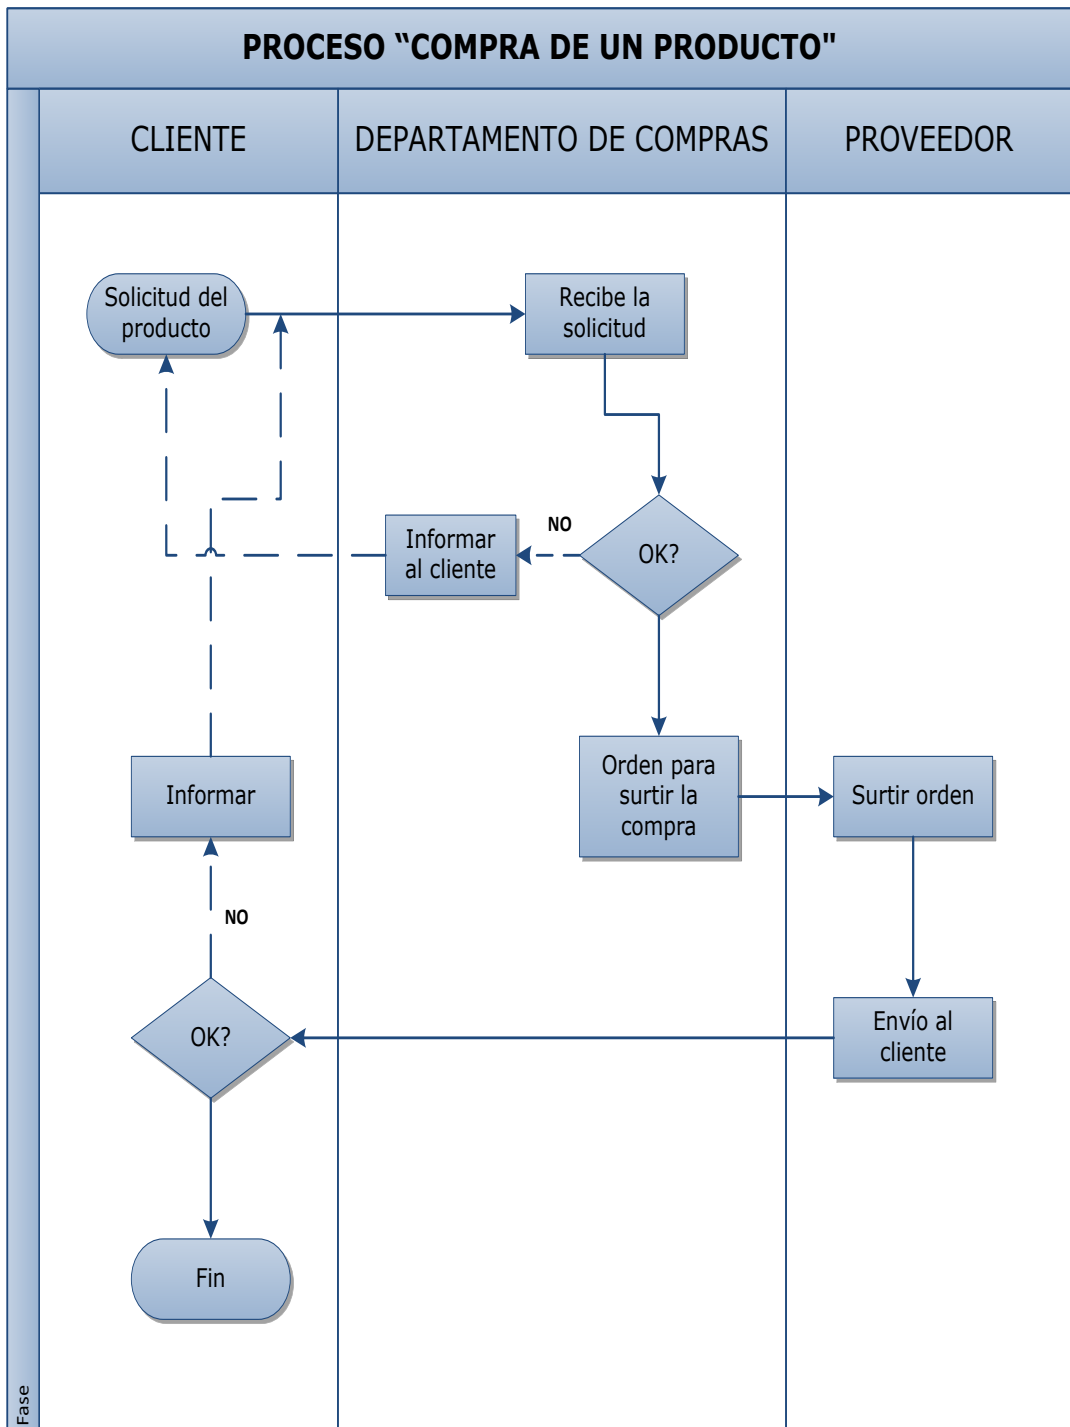 PROCESO “COMPRA DE UN PRODUCTO"
CLIENTE
DEPARTAMENTO DE COMPRAS
PROVEEDOR
Solicitud del
producto
Recibe la
solicitud
NO
Informar
al cliente
OK?
Informar
Orden para
surtir la
compra
Surtir orden
NO
OK?
Envío al
cliente
Fin
Fase